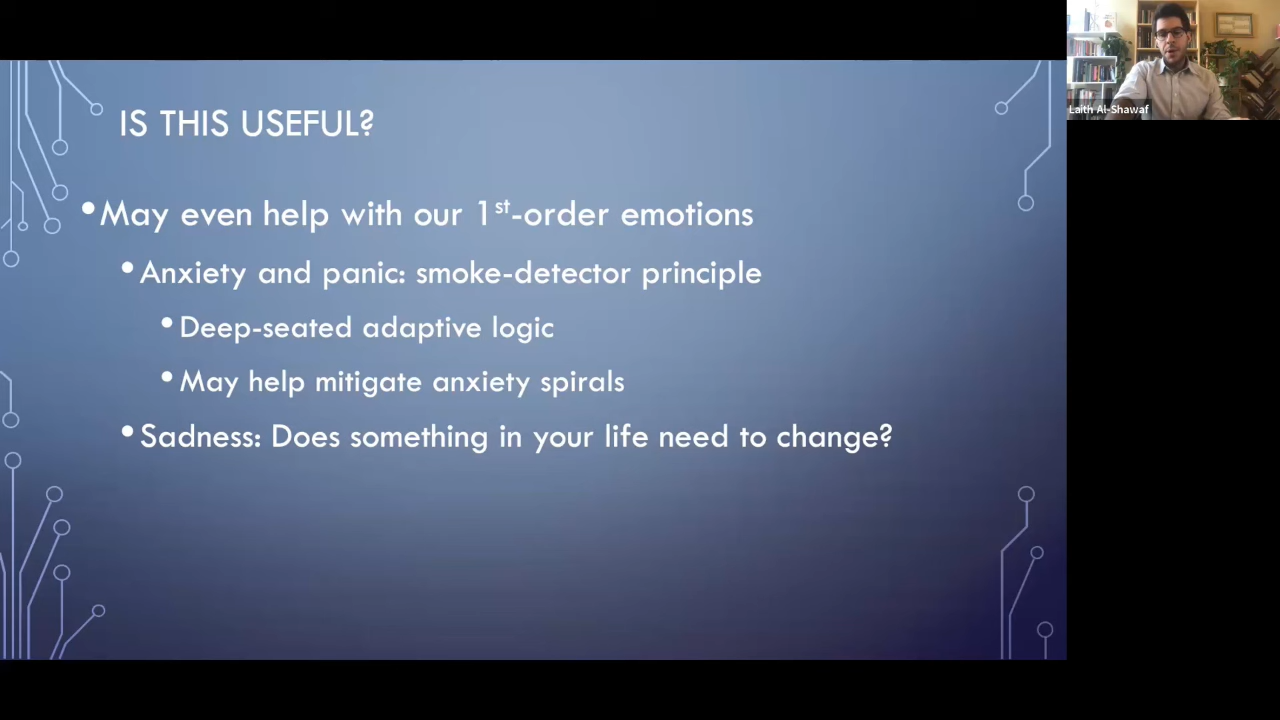 IS THIS USEFUL?
•May even help with our 1st-order emotions
•Anxiety and panic: smoke-detector principle
•Deep-seated adaptive logic
•May help mitigate anxiety spirals
•Sadness: Does something in your life need to change?
Laith Al-Shawaf